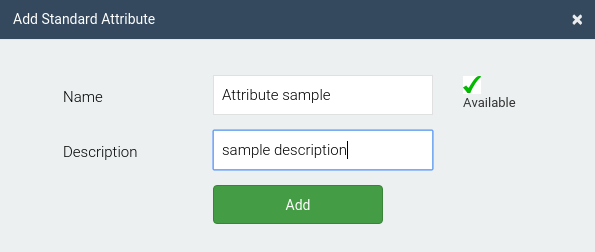 Add Standard Attribute
Name
Attribute sample
Available
Description
sample description
Add